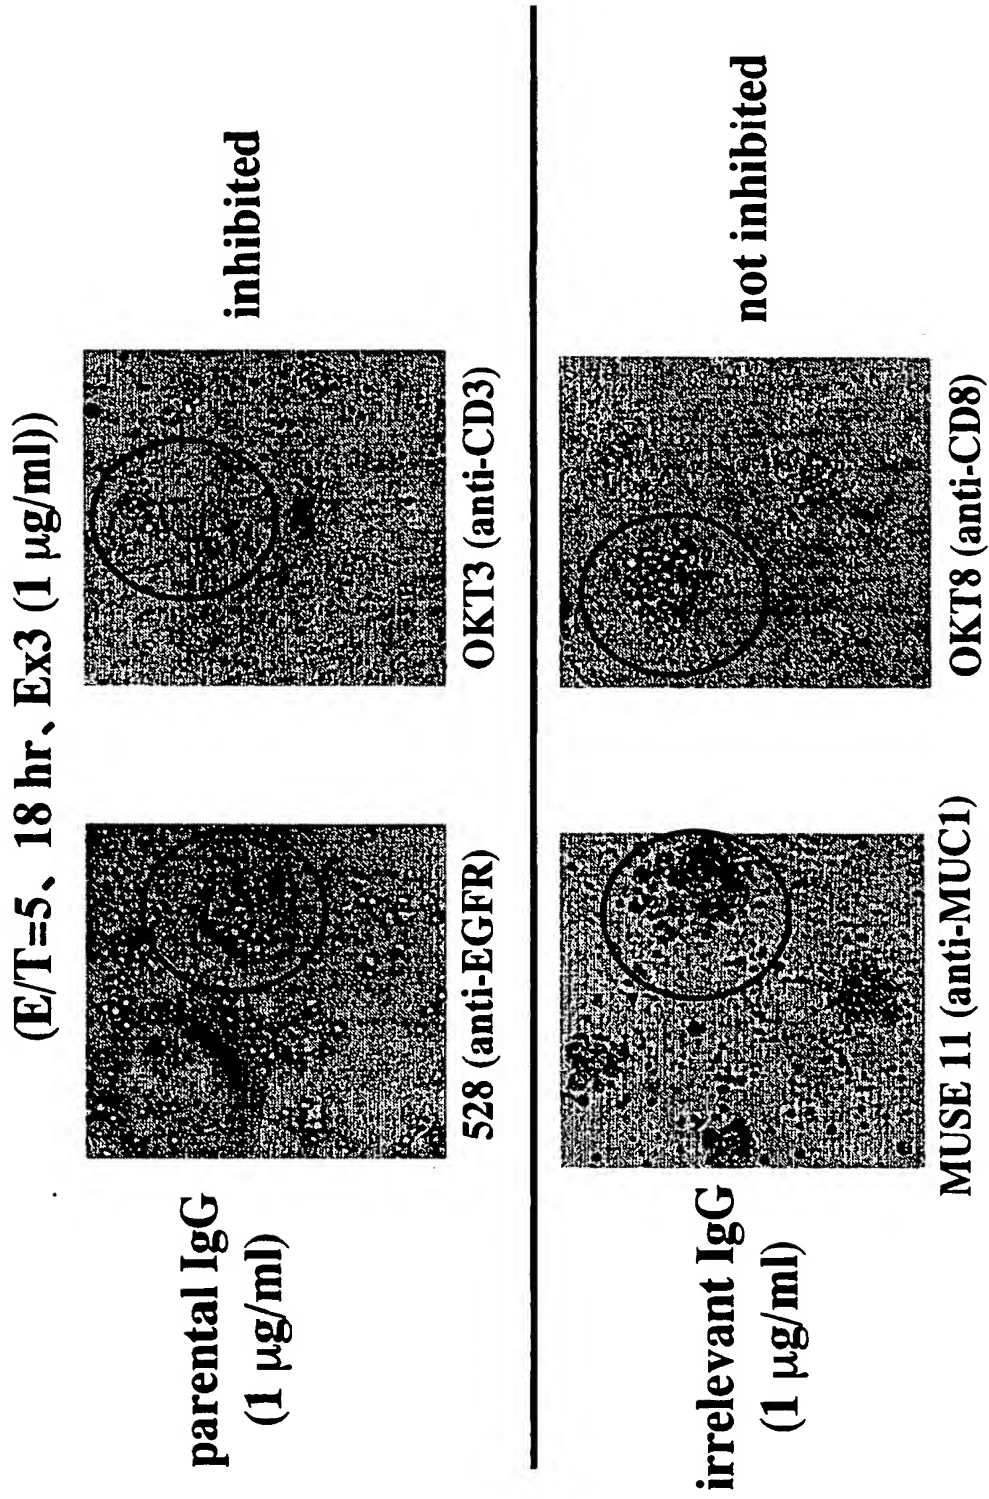 (E/T=5、18 hr、Ex3 (1 μg/ml))
parental IgG
(1 μg/ml)
528 (anti-EGFR)
OKT3 (anti-CD3)
inhibited
irrelevant IgG
(1 μg/ml)
MUSE 11 (anti-MUC1)
OKT8 (anti-CD8)
not inhibited